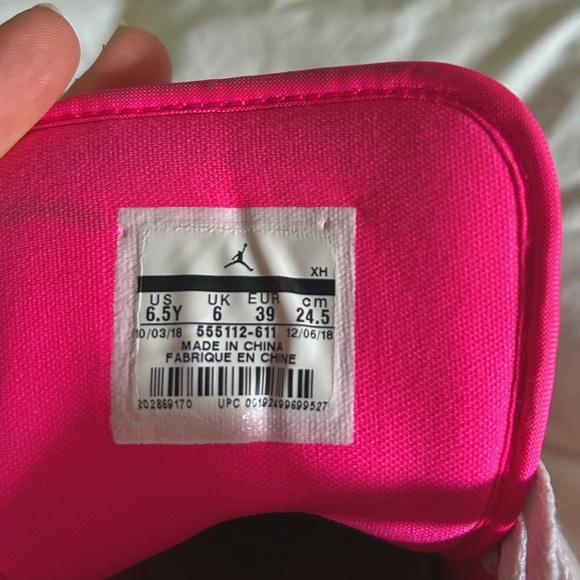 XH
US UK EUR cm
6.5Y 6 39 24.5
0/03/18 555112-611 12/06/18
MADE IN CHINA
FABRIQUE EN CHINE
202869170 UPC 00192499699527